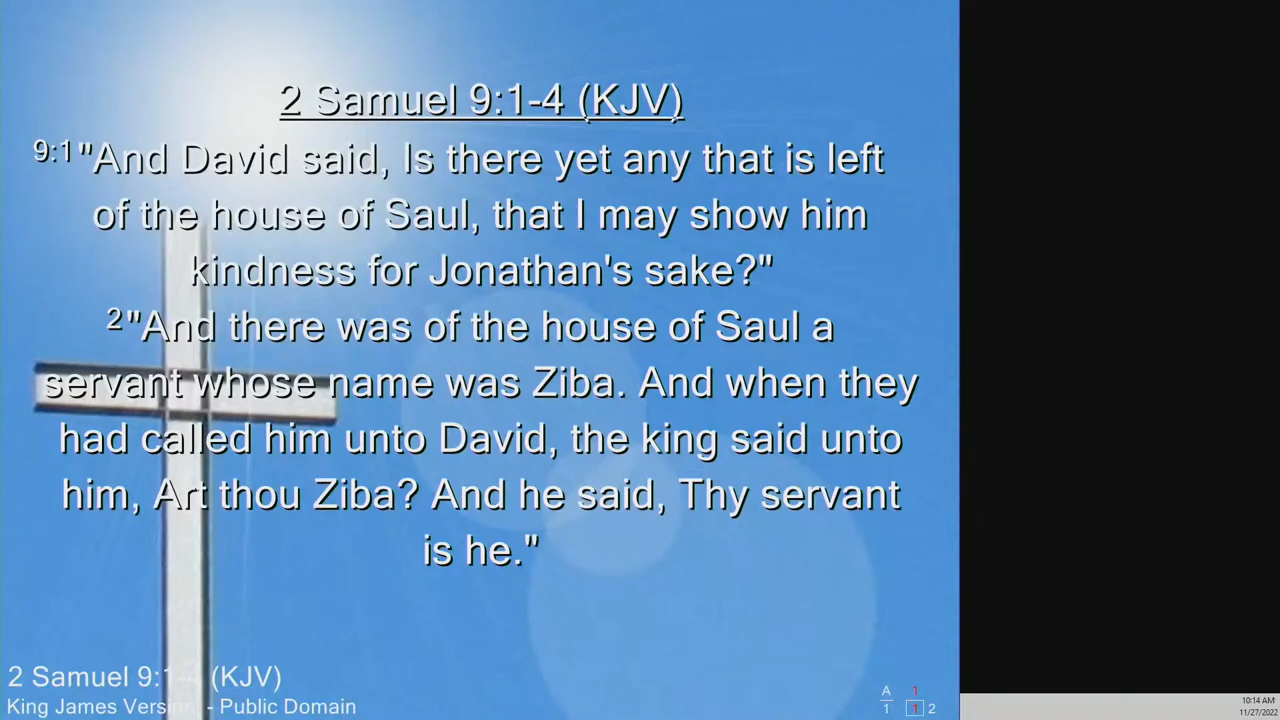 2 Samuel 9:1-4 (KJV)
9:1 "And David said, Is there yet any that is left
of the house of Saul, that I may show him
kindness for Jonathan's sake?"
2 "And there was of the house of Saul a
servant whose name was Ziba. And when they
had called him unto David, the king said unto
him, Art thou Ziba? And he said, Thy servant
is he."
2 Samuel 9:1-4 (KJV)
King James Version - Public Domain
A 1
1 1 2
10:14 AM
11/27/2022